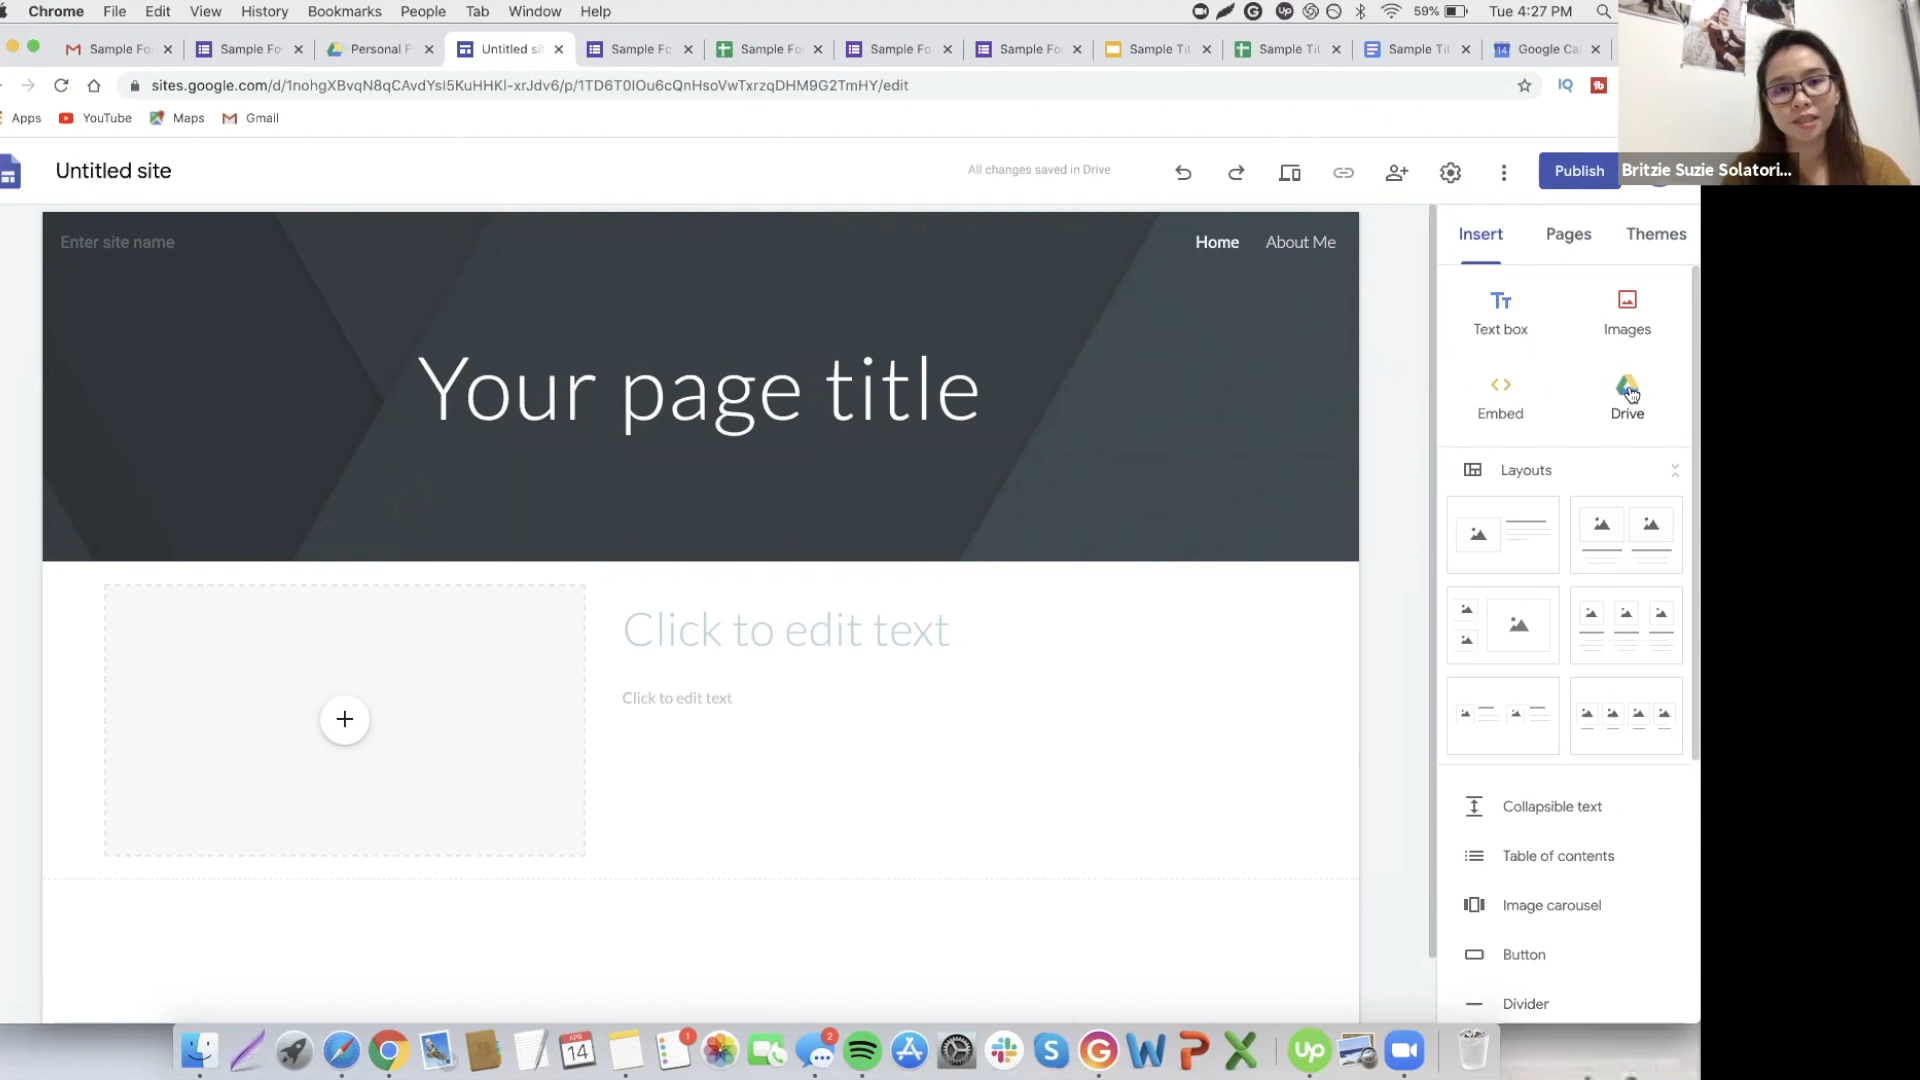 Chrome File Edit View History Bookmarks People Tab Window Help 59% Tue 4:27 PM
Sample Fo Sample Fo Personal F Untitled sit Sample Fo Sample Fo Sample Fo Sample Fo Sample Tit Sample Tit Sample Tit Google Ca
sites.google.com/d/1nohgXBvqN8qCAvdYsI5KuHHKl-xrJdv6/p/1TD6T0IOu6cQnHsoVwTxrzqDHM9G2TmHY/edit
Apps YouTube Maps Gmail
Untitled site All changes saved in Drive Publish Britzie Suzie Solatori...
Enter site name Home About Me
Insert Pages Themes
Your page title
Text box Images
Embed Drive
Layouts
Click to edit text
Click to edit text
Collapsible text
Table of contents
Image carousel
Button
Divider